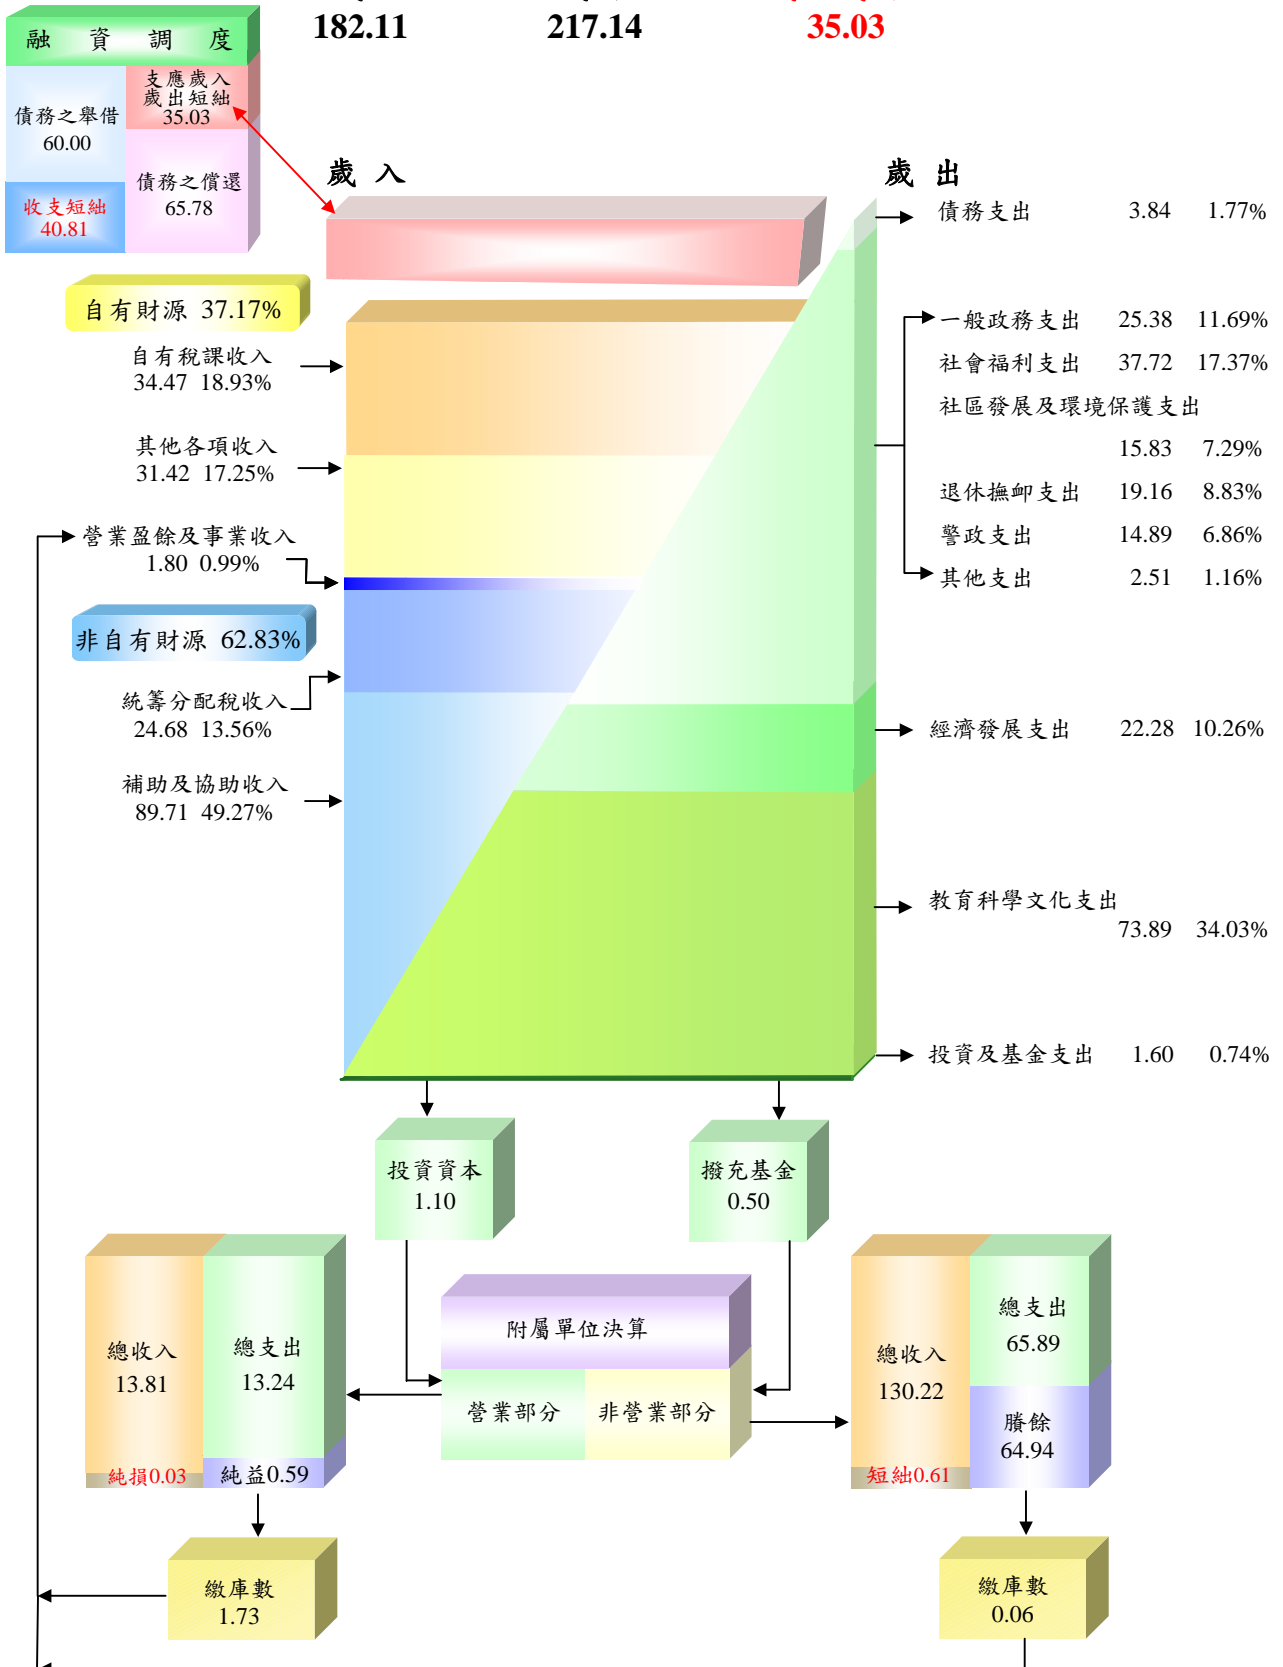 182.11 217.14 35.03
融資調度
支應歲入
歲出短絀
35.03
債務之舉借
60.00
債務之償還
65.78
收支短絀
40.81
歲入
歲出
債務支出 3.84 1.77%
自有財源 37.17%
一般政務支出 25.38 11.69%
自有稅課收入
34.47 18.93%
社會福利支出 37.72 17.37%
社區發展及環境保護支出
15.83 7.29%
其他各項收入
31.42 17.25%
退休撫卹支出 19.16 8.83%
營業盈餘及事業收入
1.80 0.99%
警政支出 14.89 6.86%
其他支出 2.51 1.16%
非自有財源 62.83%
統籌分配稅收入
24.68 13.56%
經濟發展支出 22.28 10.26%
補助及協助收入
89.71 49.27%
教育科學文化支出
73.89 34.03%
投資及基金支出 1.60 0.74%
投資資本
1.10
撥充基金
0.50
附屬單位決算
營業部分
非營業部分
總收入
13.81
總支出
13.24
純損0.03
純益0.59
總收入
130.22
總支出
65.89
賸餘
64.94
短絀0.61
繳庫數
1.73
繳庫數
0.06